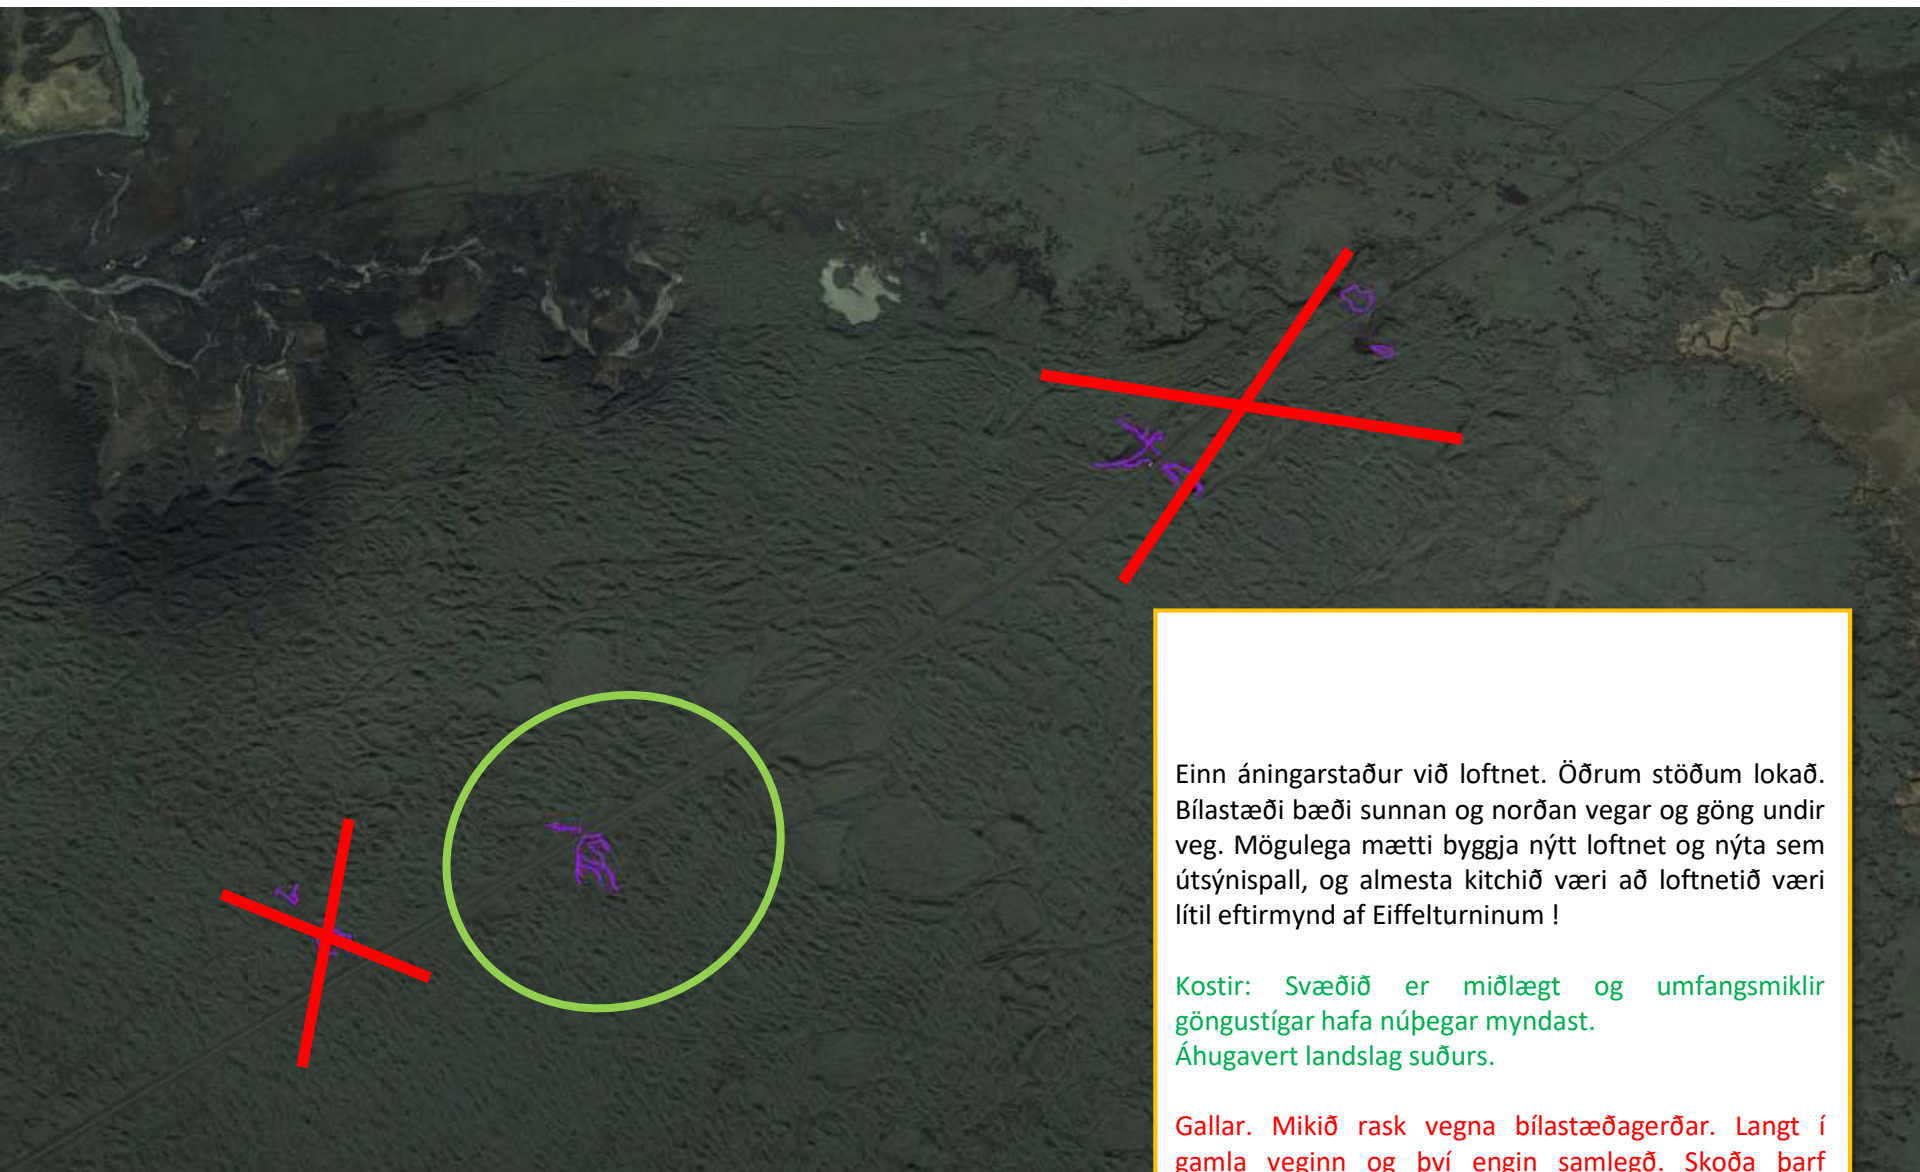 Einn áningarstaður við loftnet. Öðrum stöðum lokað.
Bílastæði bæði sunnan og norðan vegar og göng undir
veg. Mögulega mætti byggja nýtt loftnet og nýta sem
útsýnispall, og almesta kitchið væri að loftnetið væri
lítil eftirmynd af Eiffelturninum !
Kostir: Svæðið er miðlægt og umfangsmiklir
göngustígar hafa núþegar myndast.
Áhugavert landslag suðurs.
Gallar. Mikið rask vegna bílastæðagerðar. Langt í
gamla veginn og því engin samlegð. Skoða þarf